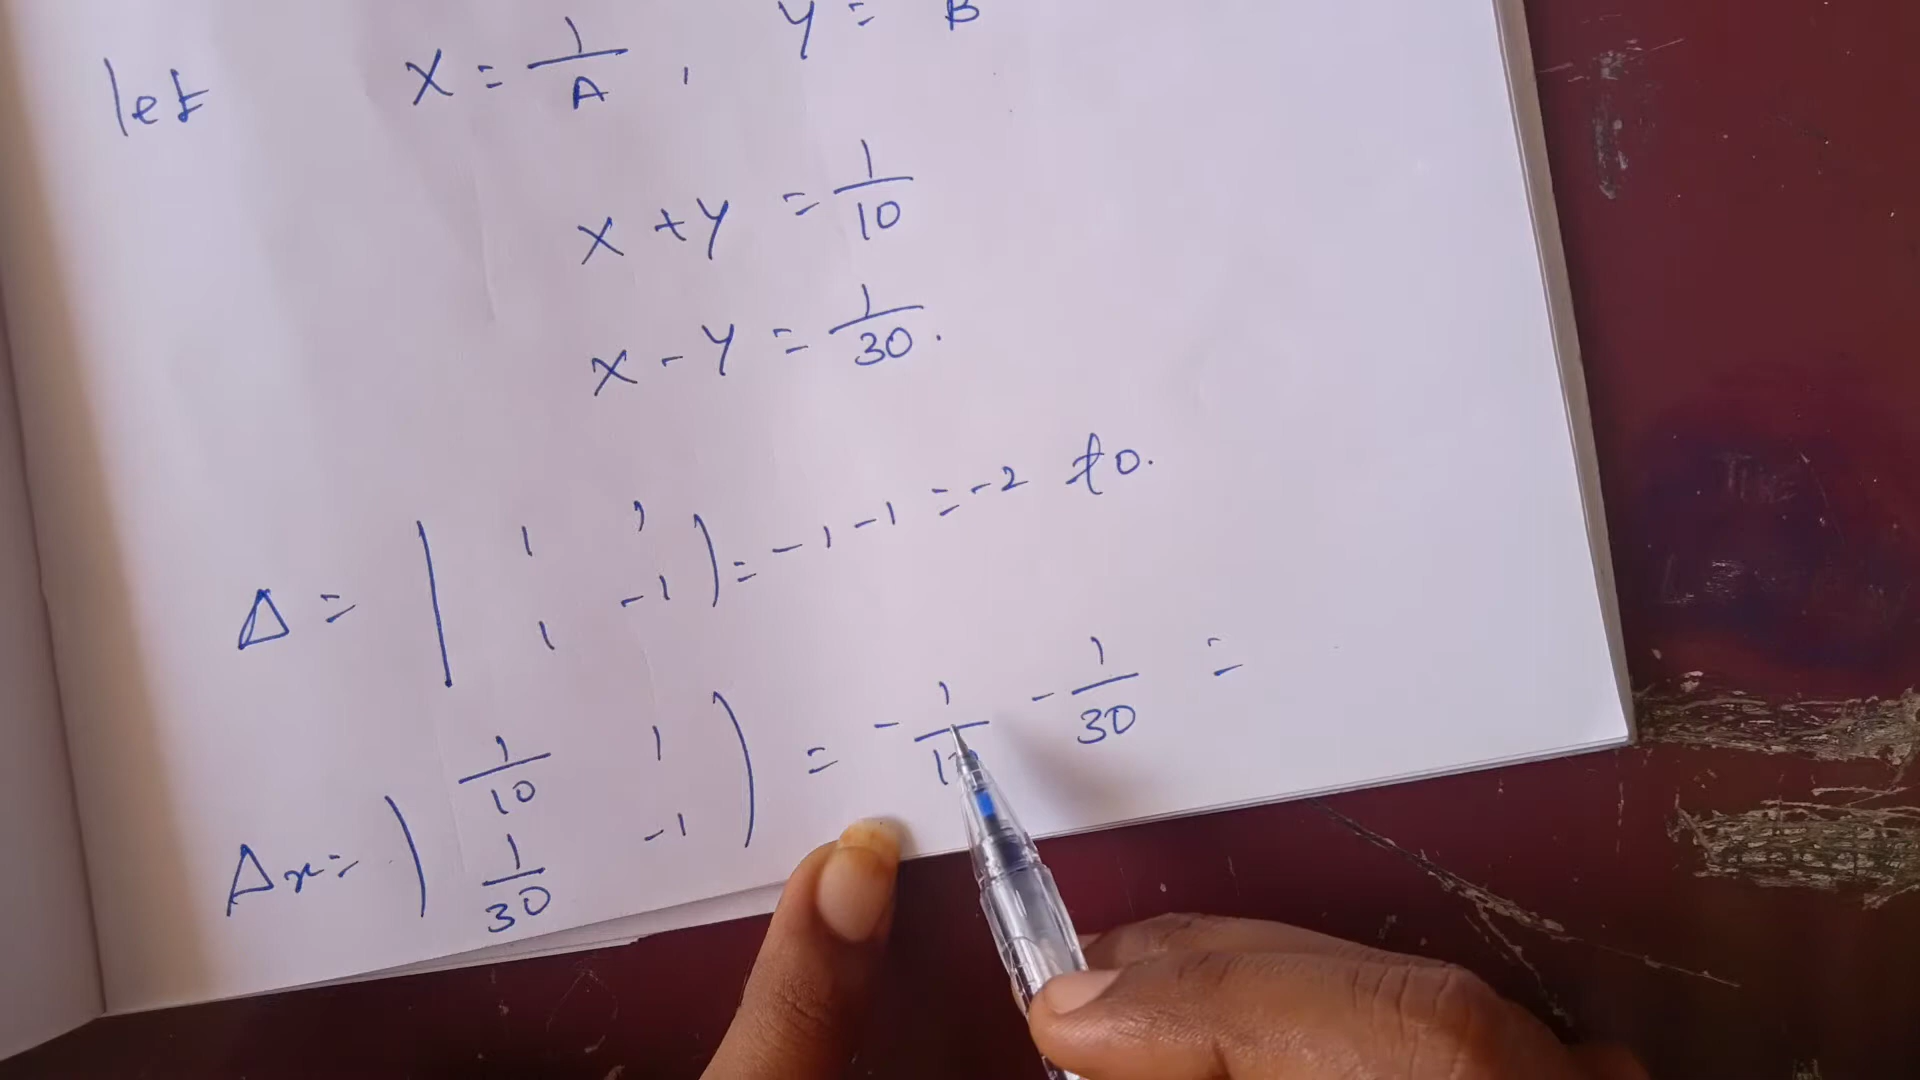 let X = 1/A , y = B
x + y = 1/10
x - y = 1/30 .
Δ = | 1 1 1 -1 | = -1 -1 = -2 ≠ 0.
Δx = | 1/10 1 1/30 -1 | = -1/10 - 1/30 =